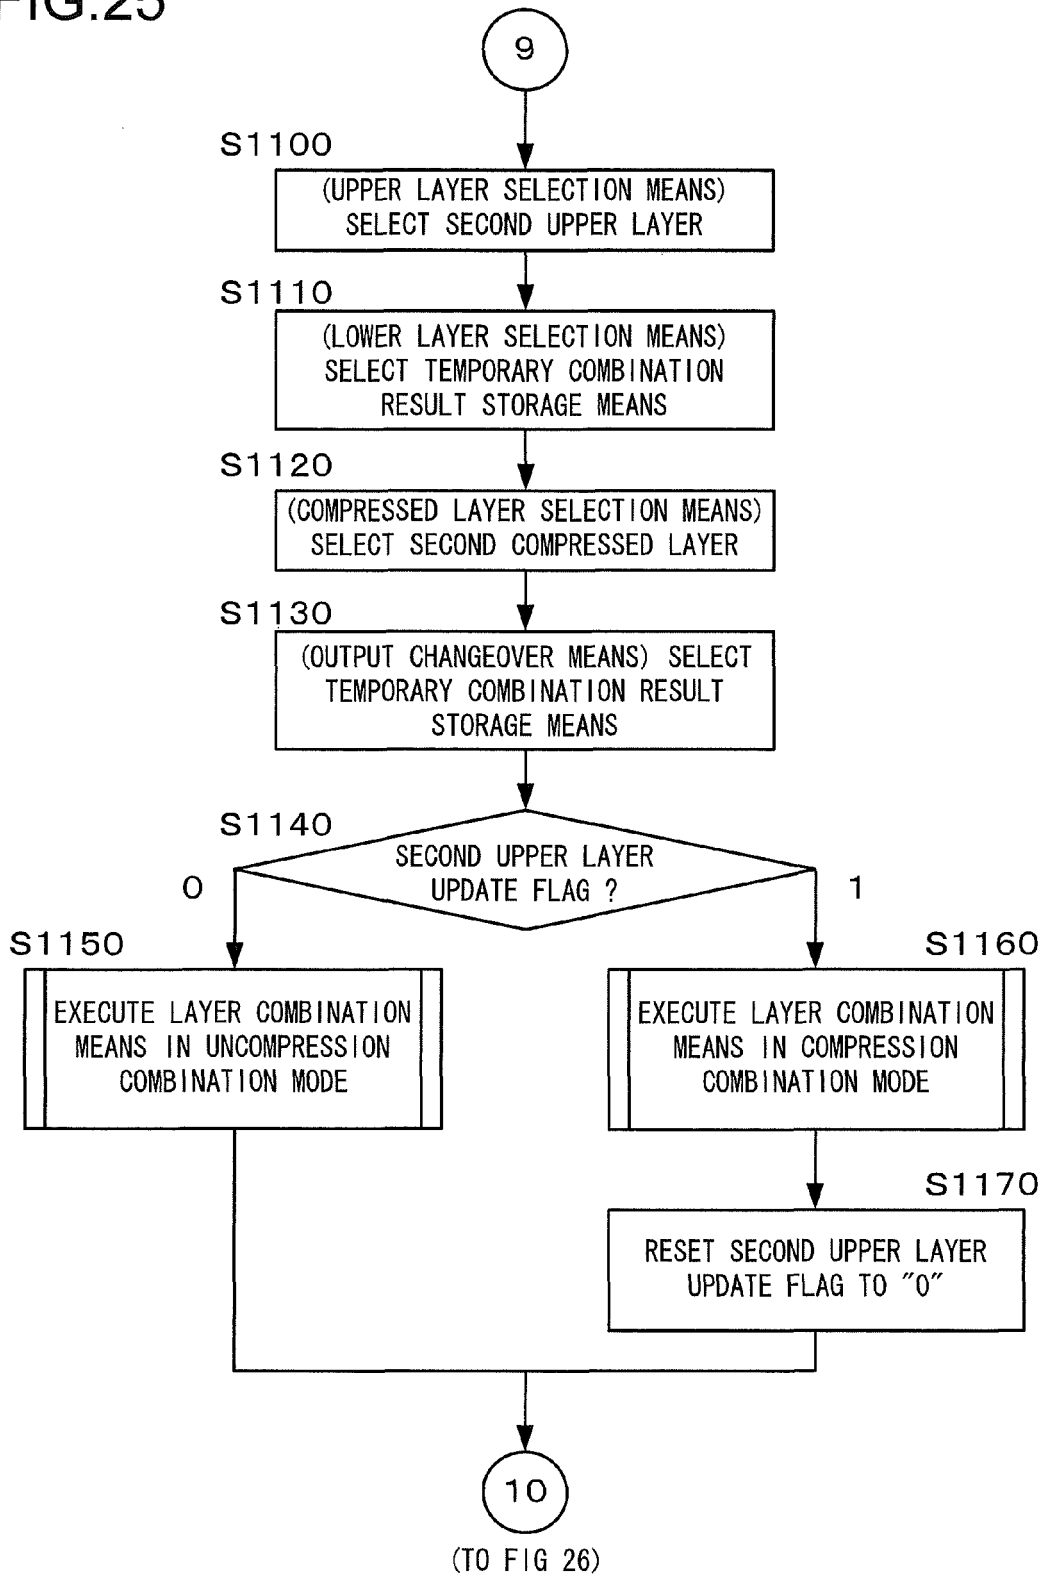 FIG.25
9
S1100
(UPPER LAYER SELECTION MEANS)
SELECT SECOND UPPER LAYER
S1110
(LOWER LAYER SELECTION MEANS)
SELECT TEMPORARY COMBINATION
RESULT STORAGE MEANS
S1120
(COMPRESSED LAYER SELECTION MEANS)
SELECT SECOND COMPRESSED LAYER
S1130
(OUTPUT CHANGEOVER MEANS) SELECT
TEMPORARY COMBINATION RESULT
STORAGE MEANS
S1140
SECOND UPPER LAYER
UPDATE FLAG ?
0
1
S1150
EXECUTE LAYER COMBINATION
MEANS IN UNCOMPRESSION
COMBINATION MODE
S1160
EXECUTE LAYER COMBINATION
MEANS IN COMPRESSION
COMBINATION MODE
S1170
RESET SECOND UPPER LAYER
UPDATE FLAG TO "0"
10
(TO FIG 26)